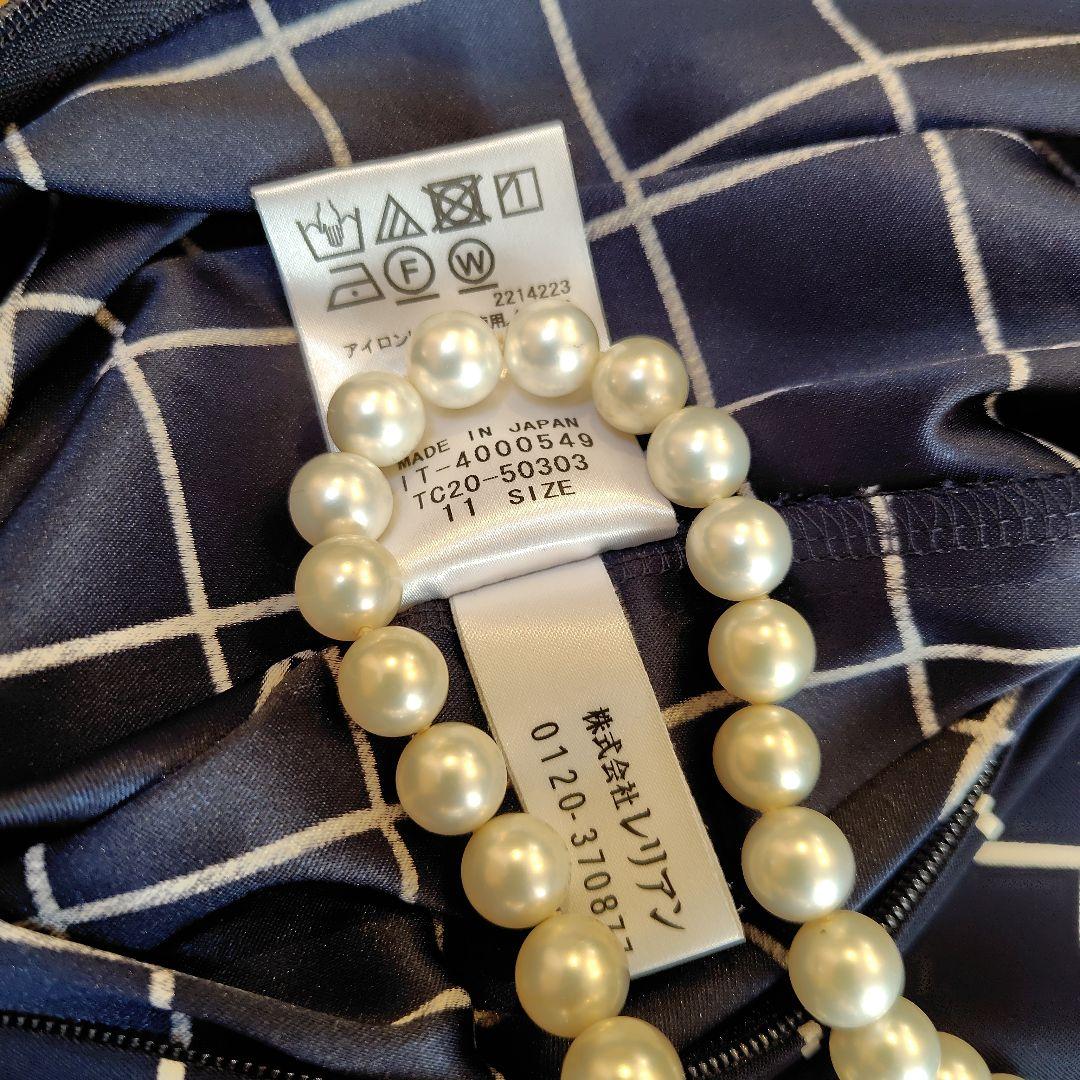 F W
2214223
アイロン
MADE IN JAPAN
IT-4000549
TC20-50303
11 SIZE
株式会社レリアン
0120-370877